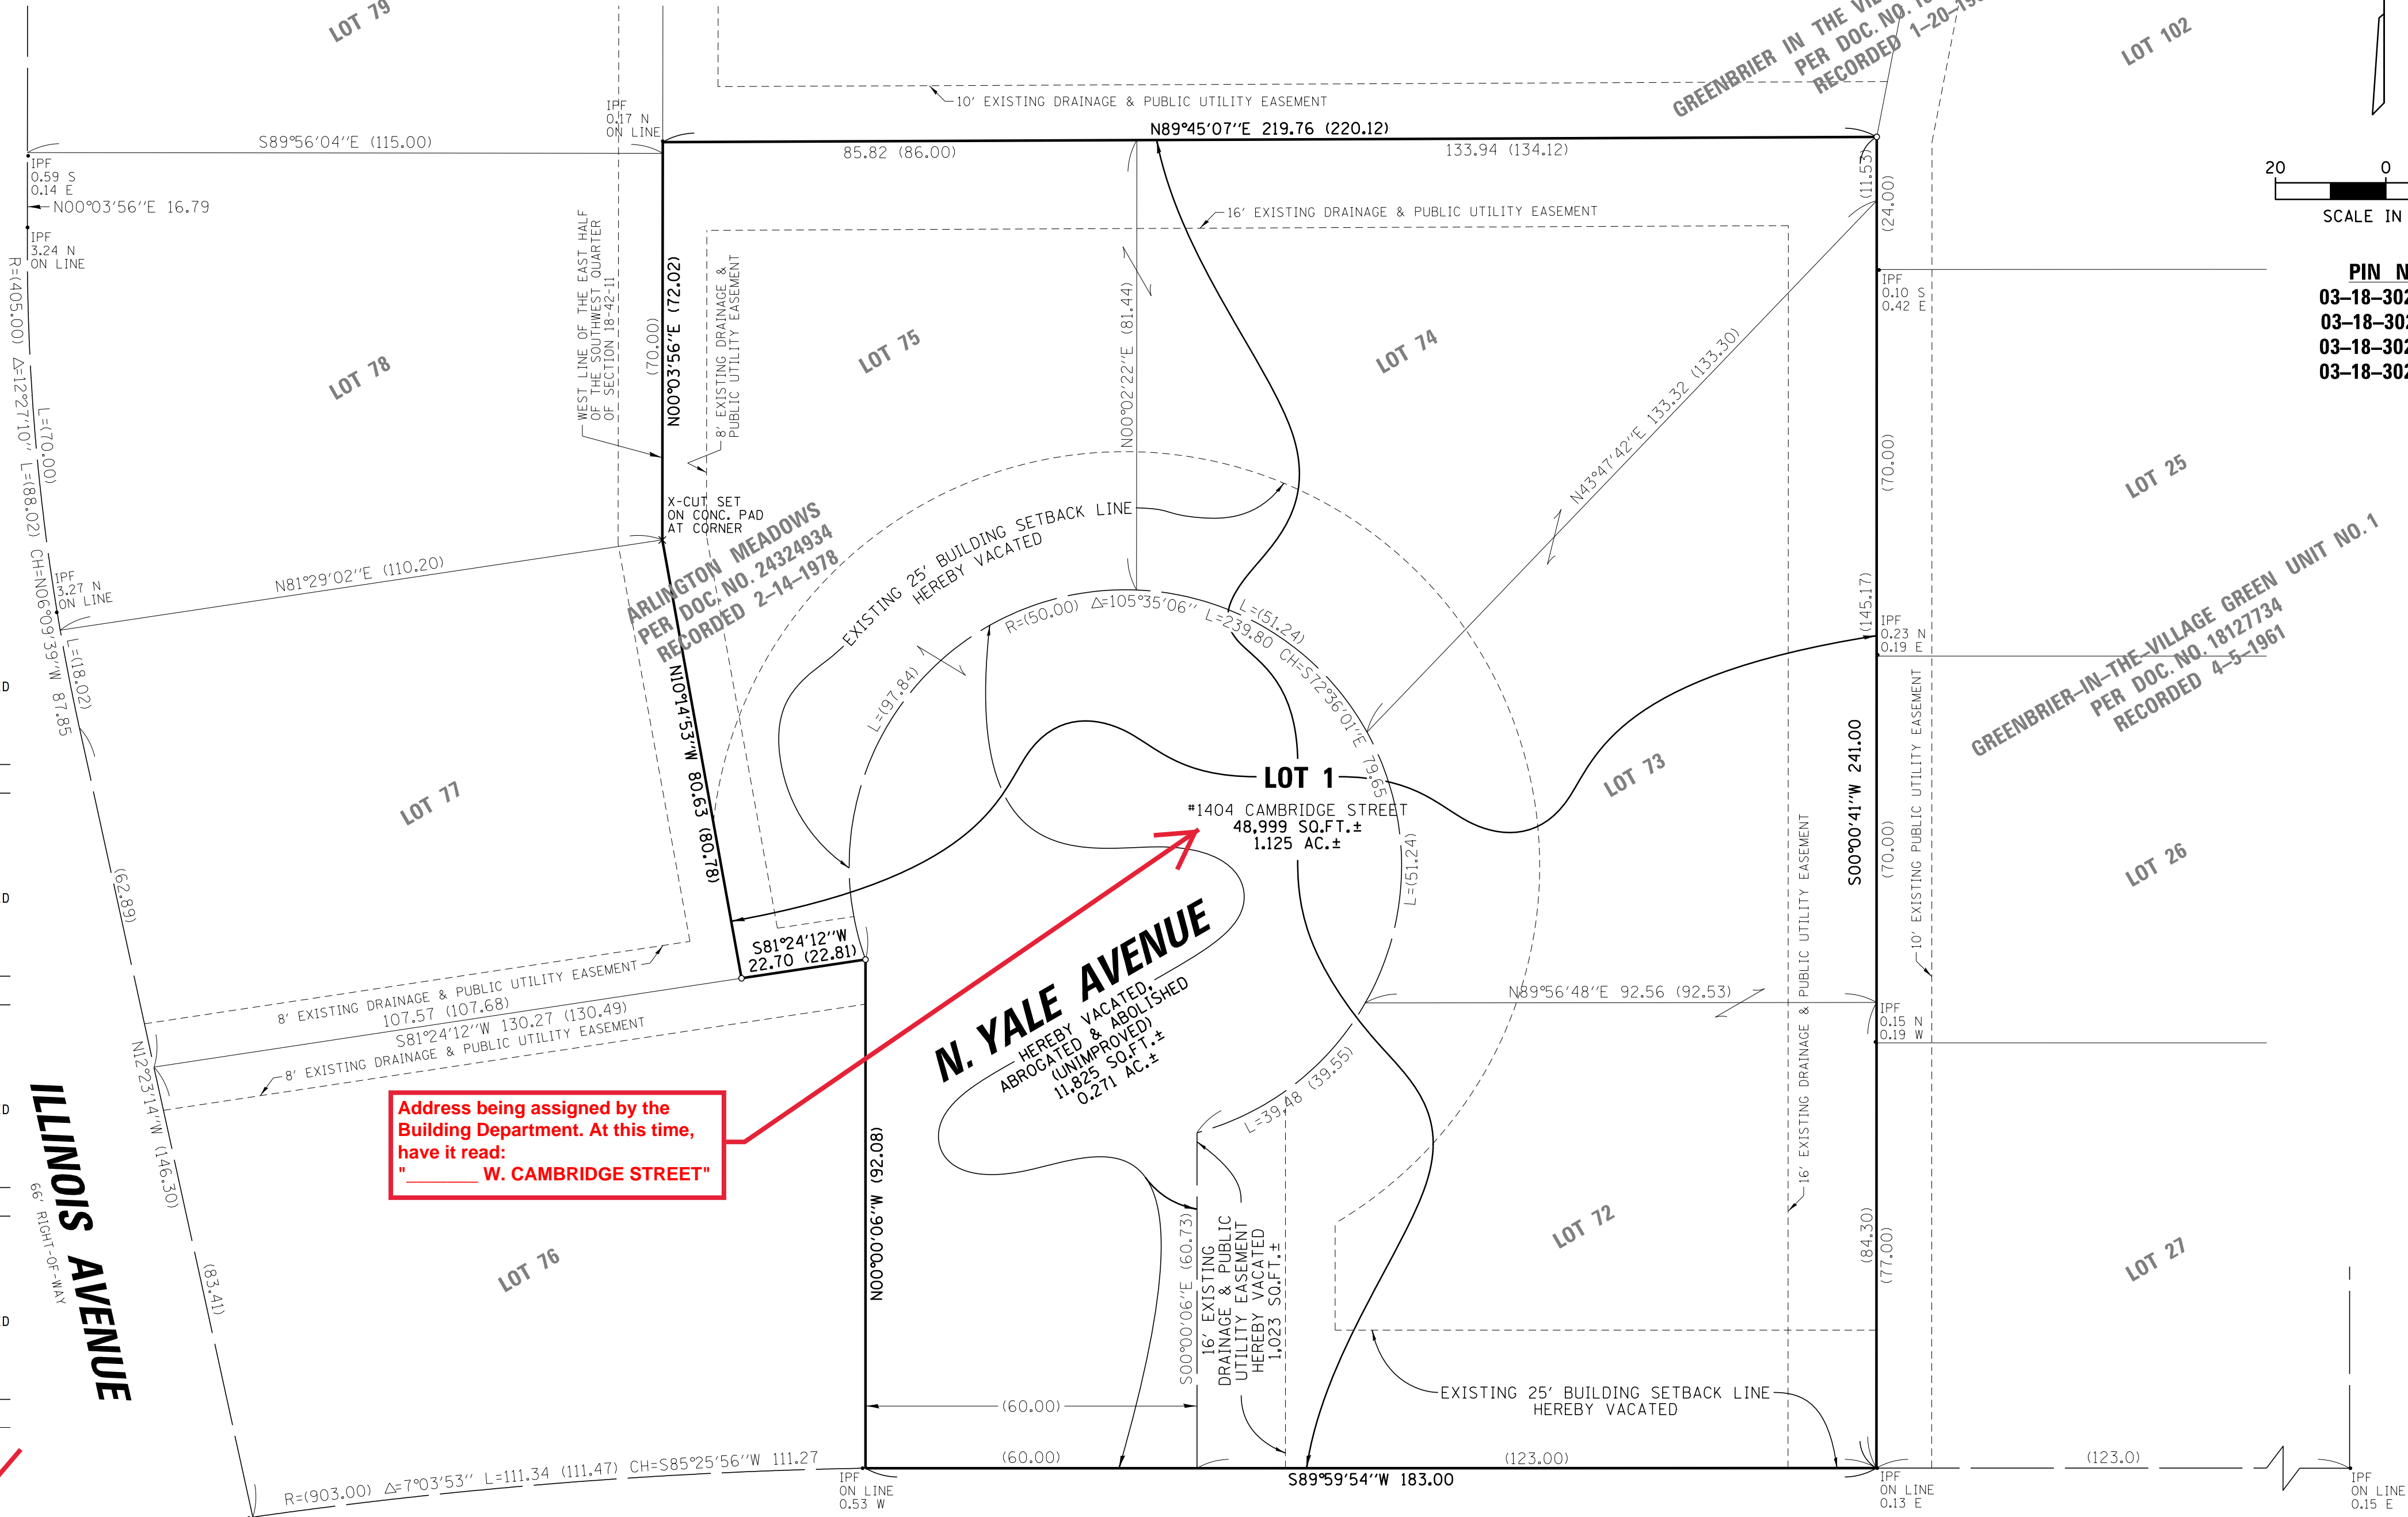 LOT 79
GREENBRIER IN THE
PER DOC. NO.
RECORDED
LOT 102
10' EXISTING DRAINAGE & PUBLIC UTILITY EASEMENT
IPF
0.17 N
ON LINE
N89°45'07''E 219.76 (220.12)
S89°56'04''E (115.00)
85.82 (86.00)
133.94 (134.12)
(11.53)
(24.00)
20 0
SCALE IN
IPF
0.59 S
0.14 E
N00°03'56''E 16.79
IPF
3.24 N
ON LINE
16' EXISTING DRAINAGE & PUBLIC UTILITY EASEMENT
WEST LINE OF THE EAST HALF
OF THE SOUTHWEST QUARTER
OF SECTION 18-42-11
(70.00)
N00°03'56''E (72.02)
8' EXISTING DRAINAGE &
PUBLIC UTILITY EASEMENT
N00°02'22''E (81.44)
IPF
0.10 S
0.42 E
PIN
03–18–302
03–18–302
03–18–302
03–18–302
R=(405.00) Δ=12°27'10'' L=(88.02) CH=N06°09'39''W 87.85
L=(70.00)
LOT 78
LOT 75
LOT 74
N43°47'42''E 133.32 (133.30)
(70.00)
LOT 25
X-CUT SET
ON CONC. PAD
AT CORNER
EXISTING 25' BUILDING SETBACK LINE
HEREBY VACATED
ARLINGTON MEADOWS
PER DOC. NO. 24324934
RECORDED 2–14–1978
N81°29'02''E (110.20)
IPF
3.27 N
ON LINE
L=(18.02)
R=(50.00) Δ=105°35'06'' L=239.80 CH=S72°36'01''E 79.65
L=(51.24)
(145.17)
IPF
0.23 N
0.19 E
GREENBRIER–IN–THE–VILLAGE GREEN UNIT NO. 1
PER DOC. NO. 18127734
RECORDED 4–5–1961
L=(97.84)
N10°14'53''W 80.63 (80.78)
LOT 77
LOT 1
#1404 CAMBRIDGE STREET
48,999 SQ.FT.±
1.125 AC.±
LOT 73
L=(51.24)
S00°00'41''W 241.00
(70.00)
10' EXISTING PUBLIC UTILITY EASEMENT
16' EXISTING DRAINAGE & PUBLIC UTILITY EASEMENT
LOT 26
(62.89)
S81°24'12''W
22.70 (22.81)
8' EXISTING DRAINAGE & PUBLIC UTILITY EASEMENT
107.57 (107.68)
S81°24'12''W 130.27 (130.49)
8' EXISTING DRAINAGE & PUBLIC UTILITY EASEMENT
N. YALE AVENUE
HEREBY VACATED,
ABROGATED & ABOLISHED
(UNIMPROVED)
11,825 SQ.FT.±
0.271 AC.±
N89°56'48''E 92.56 (92.53)
IPF
0.15 N
0.19 W
L=39.48 (39.55)
N12°23'14''W (146.30)
ILLINOIS AVENUE
66' RIGHT-OF-WAY
Address being assigned by the
Building Department. At this time,
have it read:
"_______ W. CAMBRIDGE STREET"
N00°00'06''W (92.08)
LOT 76
(83.41)
S00°00'06''E (60.73)
16' EXISTING
DRAINAGE & PUBLIC
UTILITY EASEMENT
HEREBY VACATED
1,023 SQ.FT.±
LOT 72
(84.30)
(77.00)
LOT 27
(60.00)
EXISTING 25' BUILDING SETBACK LINE
HEREBY VACATED
R=(903.00) Δ=7°03'53'' L=111.34 (111.47) CH=S85°25'56''W 111.27
(60.00)
(123.00)
(123.0)
IPF
ON LINE
0.53 W
S89°59'54''W 183.00
IPF
ON LINE
0.13 E
IPF
ON LINE
0.15 E